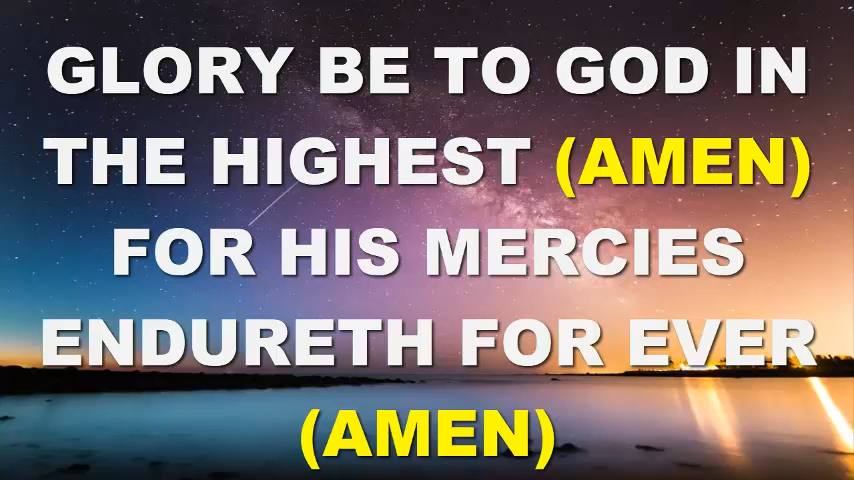 GLORY BE TO GOD IN
THE HIGHEST (AMEN)
FOR HIS MERCIES
ENDURETH FOR EVER
(AMEN)